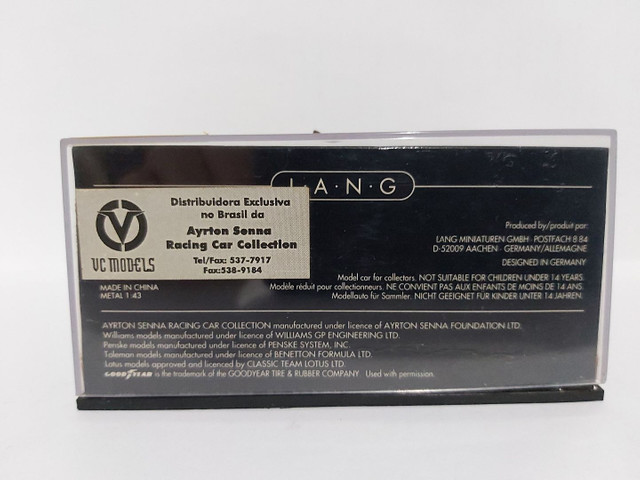 L·A·N·G
Distribuidora Exclusiva
no Brasil da
Ayrton Senna
Racing Car Collection
Tel/Fax: 537-7917
Fax:538-9184
VC MODELS
Produced by/produit par:
LANG MINIATUREN GMBH · POSTFACH 8 84
D-52009 AACHEN · GERMANY/ALLEMAGNE
DESIGNED IN GERMANY
MADE IN CHINA
METAL 1:43
Model car for collectors. NOT SUITABLE FOR CHILDREN UNDER 14 YEARS.
Modèle réduit pour collectionneurs. NE CONVIENT PAS AUX ENFANTS DE MOINS DE 14 ANS.
Modellauto für Sammler. NICHT GEEIGNET FÜR KINDER UNTER 14 JAHREN.
AYRTON SENNA RACING CAR COLLECTION manufactured under licence of AYRTON SENNA FOUNDATION LTD.
Williams models manufactured under licence of WILLIAMS GP ENGINEERING LTD.
Penske models manufactured under licence of PENSKE SYSTEM, INC.
Toleman models manufactured under licence of BENETTON FORMULA LTD.
Lotus models approved and licenced by CLASSIC TEAM LOTUS LTD.
GOODYEAR is the trademark of the GOODYEAR TIRE & RUBBER COMPANY. Used with permission.